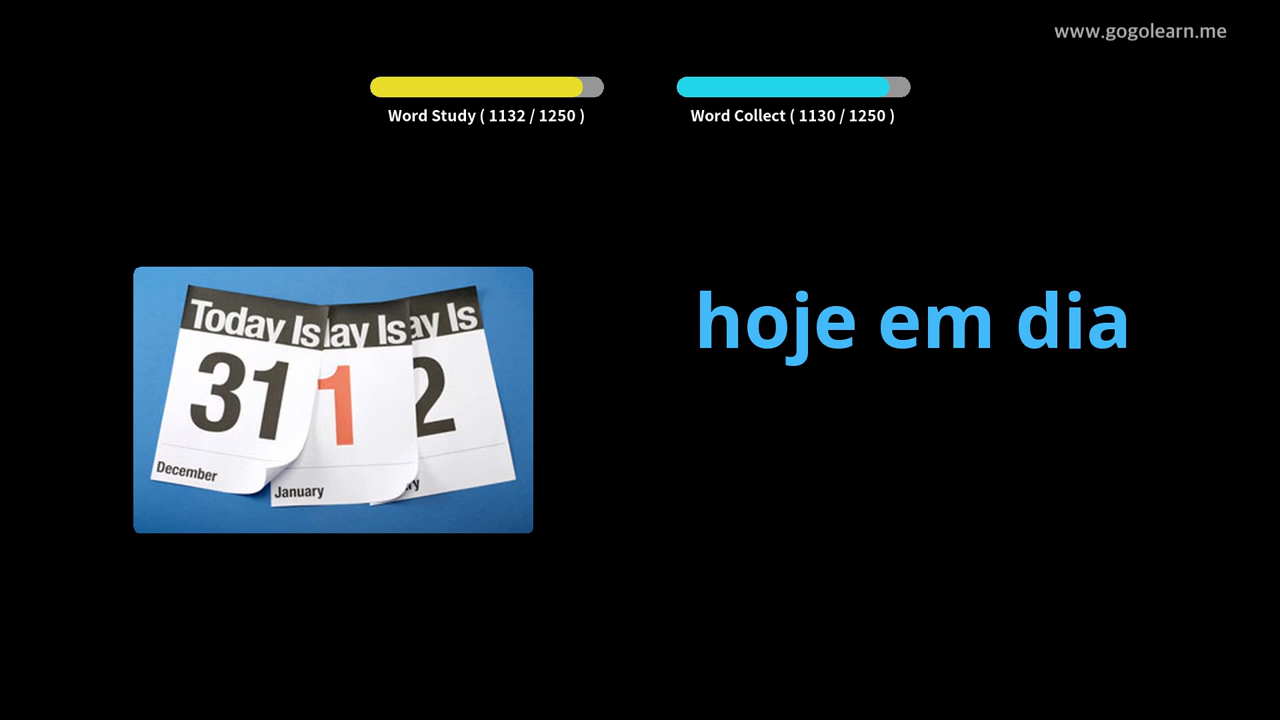 www.gogolearn.me
Word Study ( 1132 / 1250 )
Word Collect ( 1130 / 1250 )
hoje em dia
Today Is
ay Is
ay Is
31
1
2
December
January